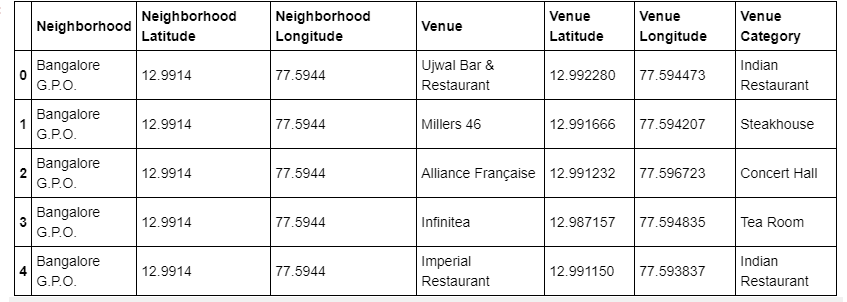 Neighborhood Neighborhood Latitude Neighborhood Longitude Venue Venue Latitude Venue Longitude Venue Category
0 Bangalore G.P.O. 12.9914 77.5944 Ujwal Bar & Restaurant 12.992280 77.594473 Indian Restaurant
1 Bangalore G.P.O. 12.9914 77.5944 Millers 46 12.991666 77.594207 Steakhouse
2 Bangalore G.P.O. 12.9914 77.5944 Alliance Française 12.991232 77.596723 Concert Hall
3 Bangalore G.P.O. 12.9914 77.5944 Infinitea 12.987157 77.594835 Tea Room
4 Bangalore G.P.O. 12.9914 77.5944 Imperial Restaurant 12.991150 77.593837 Indian Restaurant